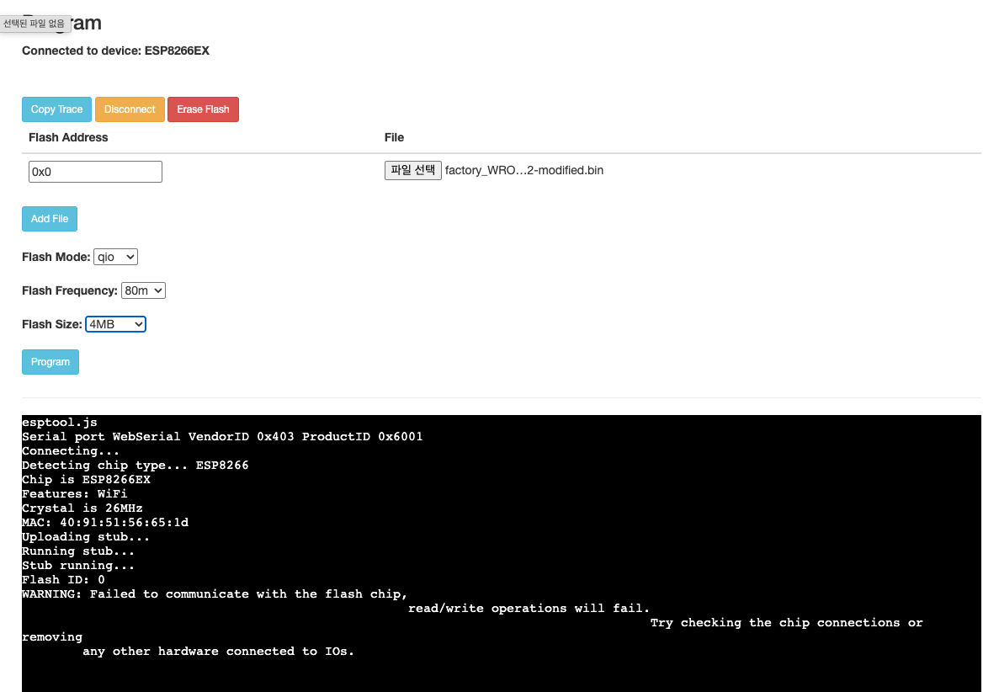 선택된 파일 없음
Program
Connected to device: ESP8266EX
Copy Trace Disconnect Erase Flash
Flash Address File
0x0 파일 선택 factory_WRO…2-modified.bin
Add File
Flash Mode: qio
Flash Frequency: 80m
Flash Size: 4MB
Program
esptool.js
Serial port WebSerial VendorID 0x403 ProductID 0x6001
Connecting...
Detecting chip type... ESP8266
Chip is ESP8266EX
Features: WiFi
Crystal is 26MHz
MAC: 40:91:51:56:65:1d
Uploading stub...
Running stub...
Stub running...
Flash ID: 0
WARNING: Failed to communicate with the flash chip,
read/write operations will fail.
Try checking the chip connections or
removing
any other hardware connected to IOs.